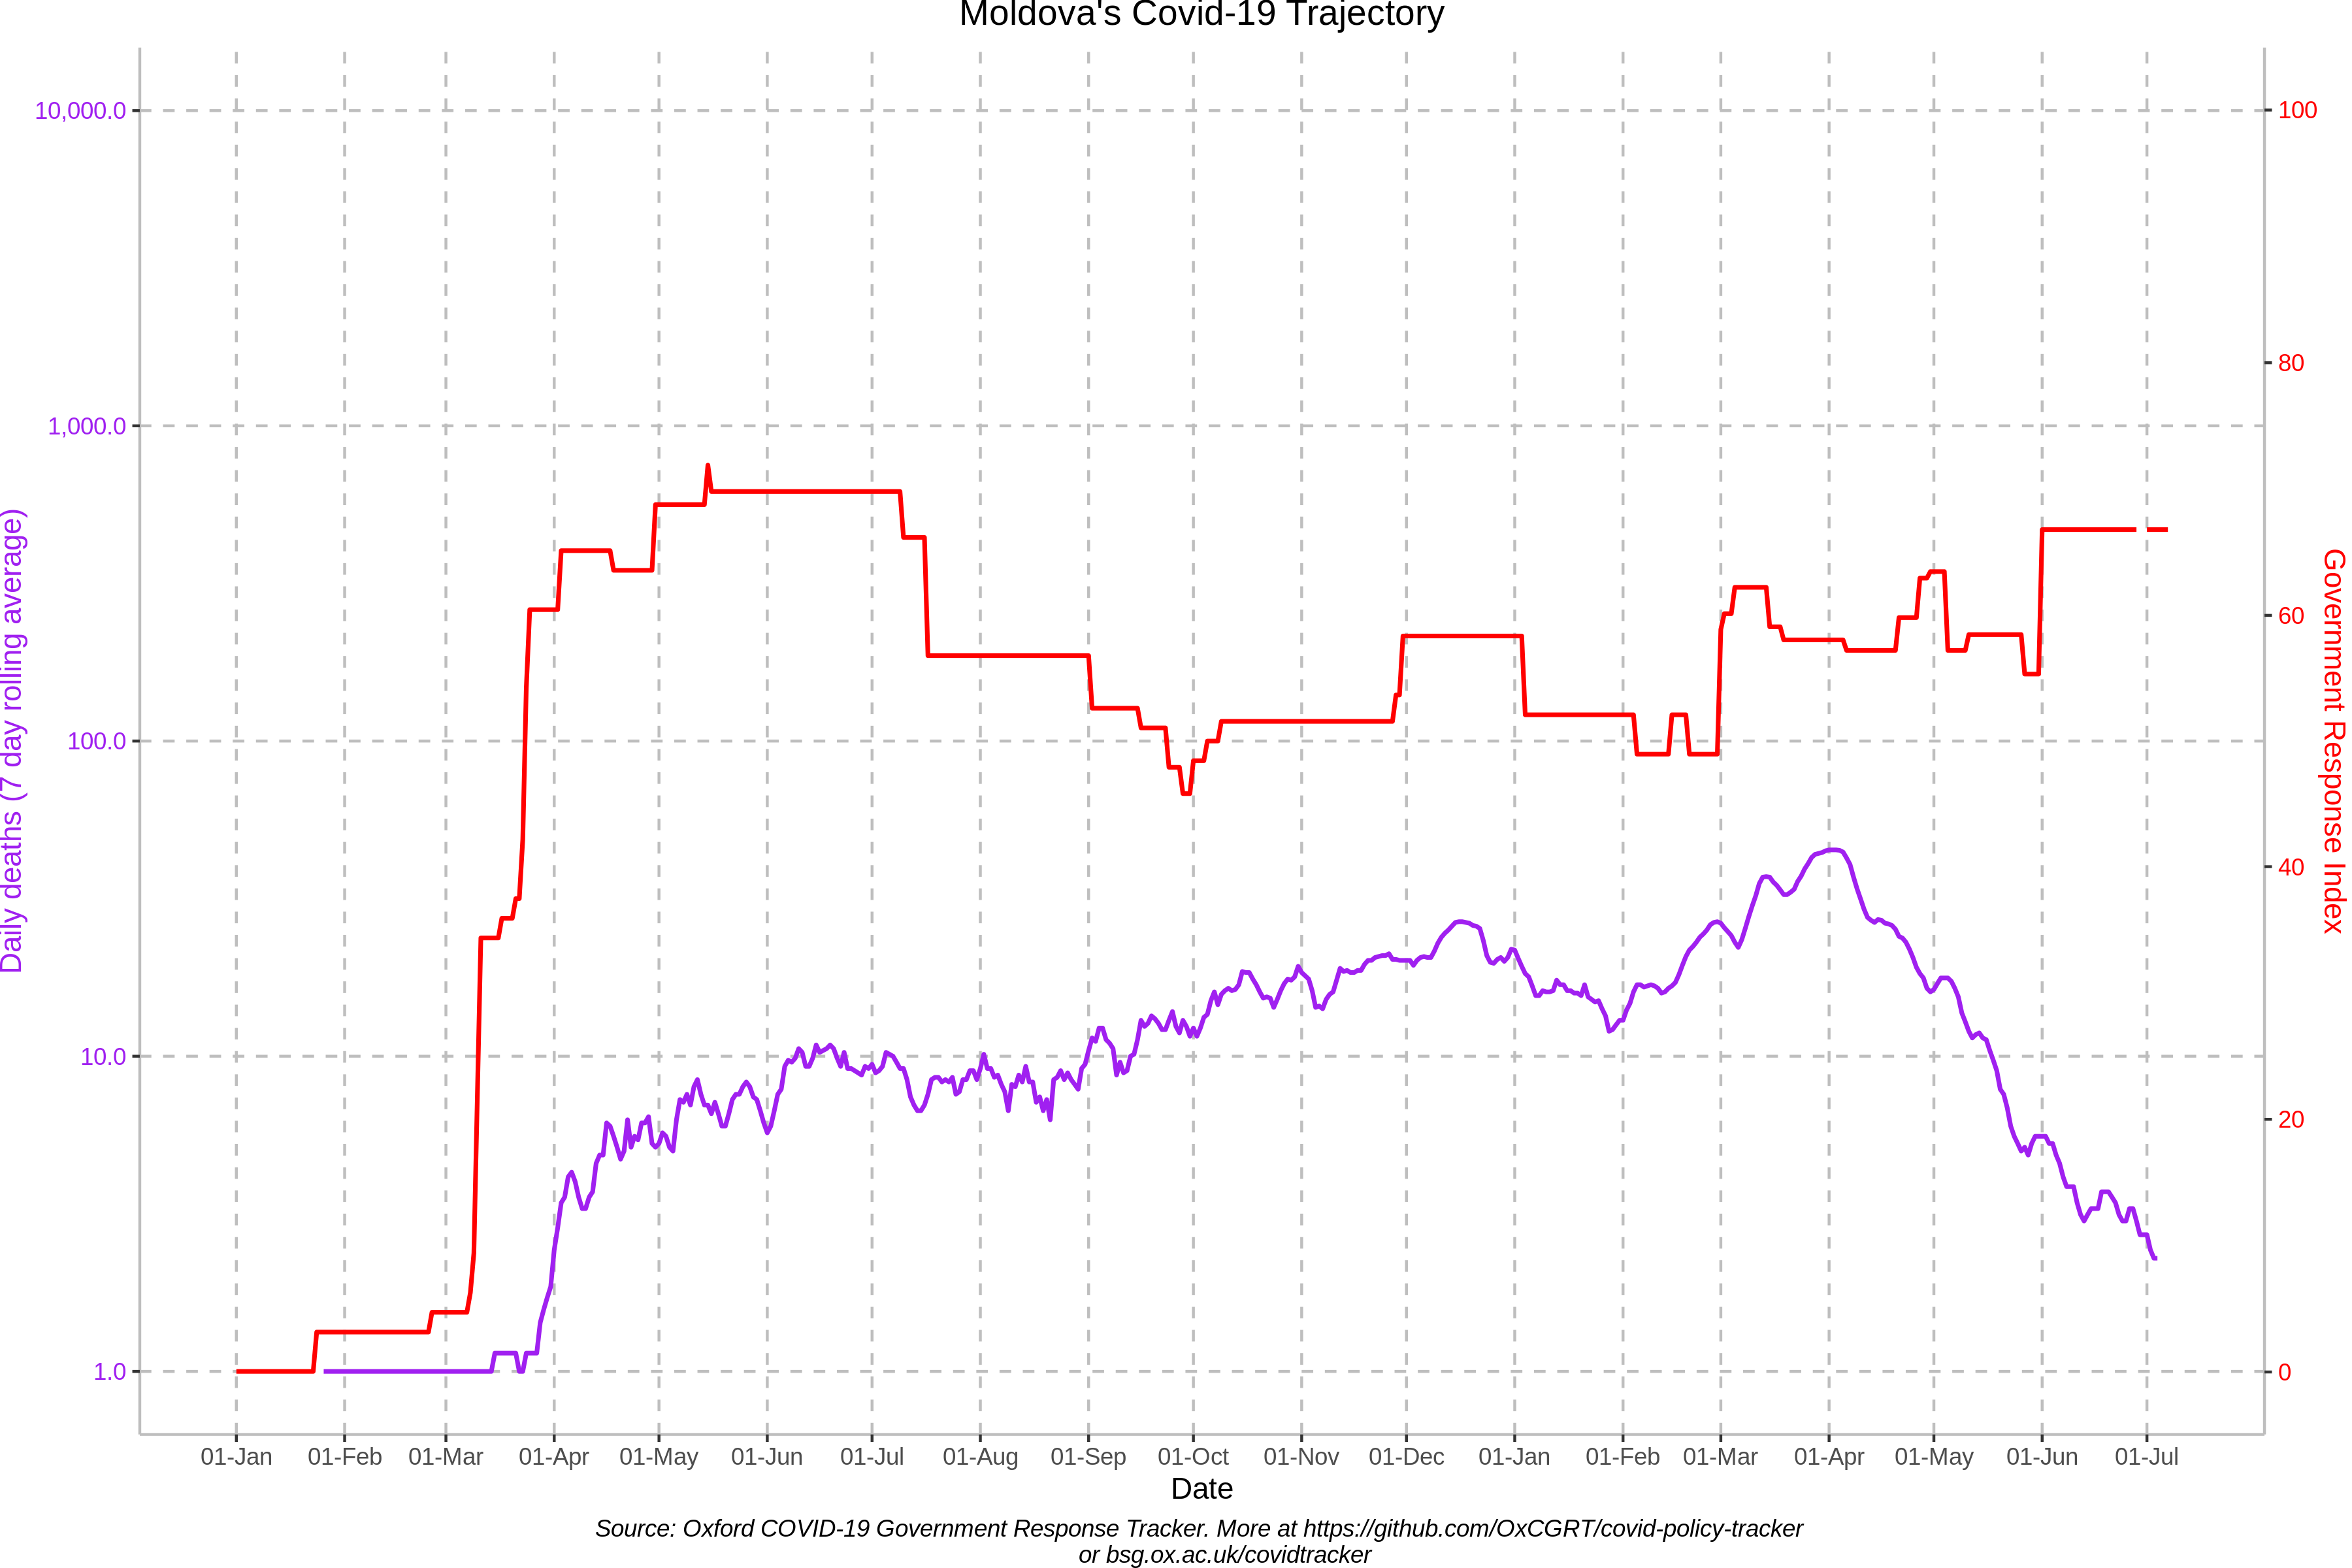 Moldova's Covid-19 Trajectory
10,000.0
1,000.0
100.0
10.0
1.0
Daily deaths (7 day rolling average)
100
80
60
40
20
0
Government Response Index
01-Jan 01-Feb 01-Mar 01-Apr 01-May 01-Jun 01-Jul 01-Aug 01-Sep 01-Oct 01-Nov 01-Dec 01-Jan 01-Feb 01-Mar 01-Apr 01-May 01-Jun 01-Jul
Date
Source: Oxford COVID-19 Government Response Tracker. More at https://github.com/OxCGRT/covid-policy-tracker
or bsg.ox.ac.uk/covidtracker